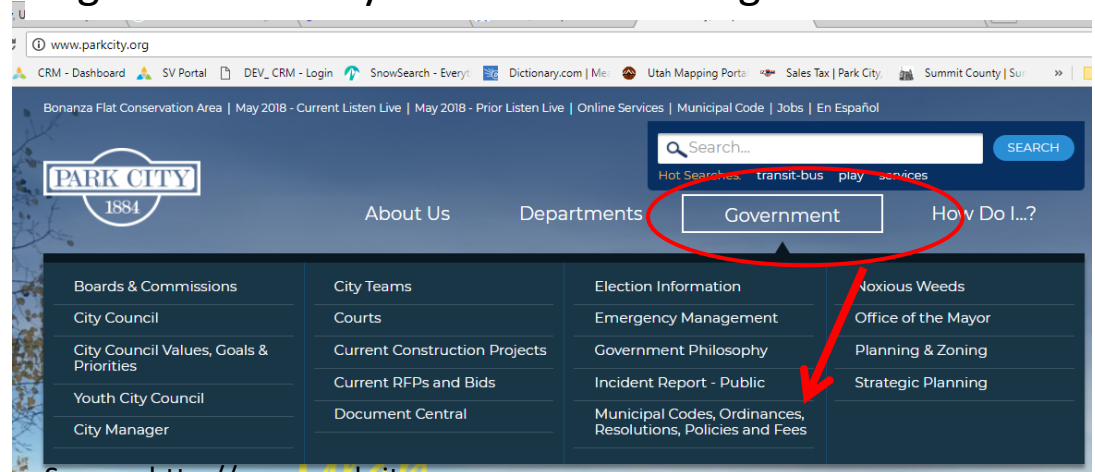 www.parkcity.org
CRM - Dashboard SV Portal DEV_ CRM - Login SnowSearch - Everyt Dictionary.com | Me Utah Mapping Porta Sales Tax | Park City, Summit County | Su »
Bonanza Flat Conservation Area | May 2018 - Current Listen Live | May 2018 - Prior Listen Live | Online Services | Municipal Code | Jobs | En Español
Search... SEARCH
Hot Searches: transit-bus play services
PARK CITY
1884
About Us Departments Government How Do I...?
Boards & Commissions City Teams Election Information Noxious Weeds
City Council Courts Emergency Management Office of the Mayor
City Council Values, Goals & Priorities Current Construction Projects Government Philosophy Planning & Zoning
Youth City Council Current RFPs and Bids Incident Report - Public Strategic Planning
City Manager Document Central Municipal Codes, Ordinances,
Resolutions, Policies and Fees